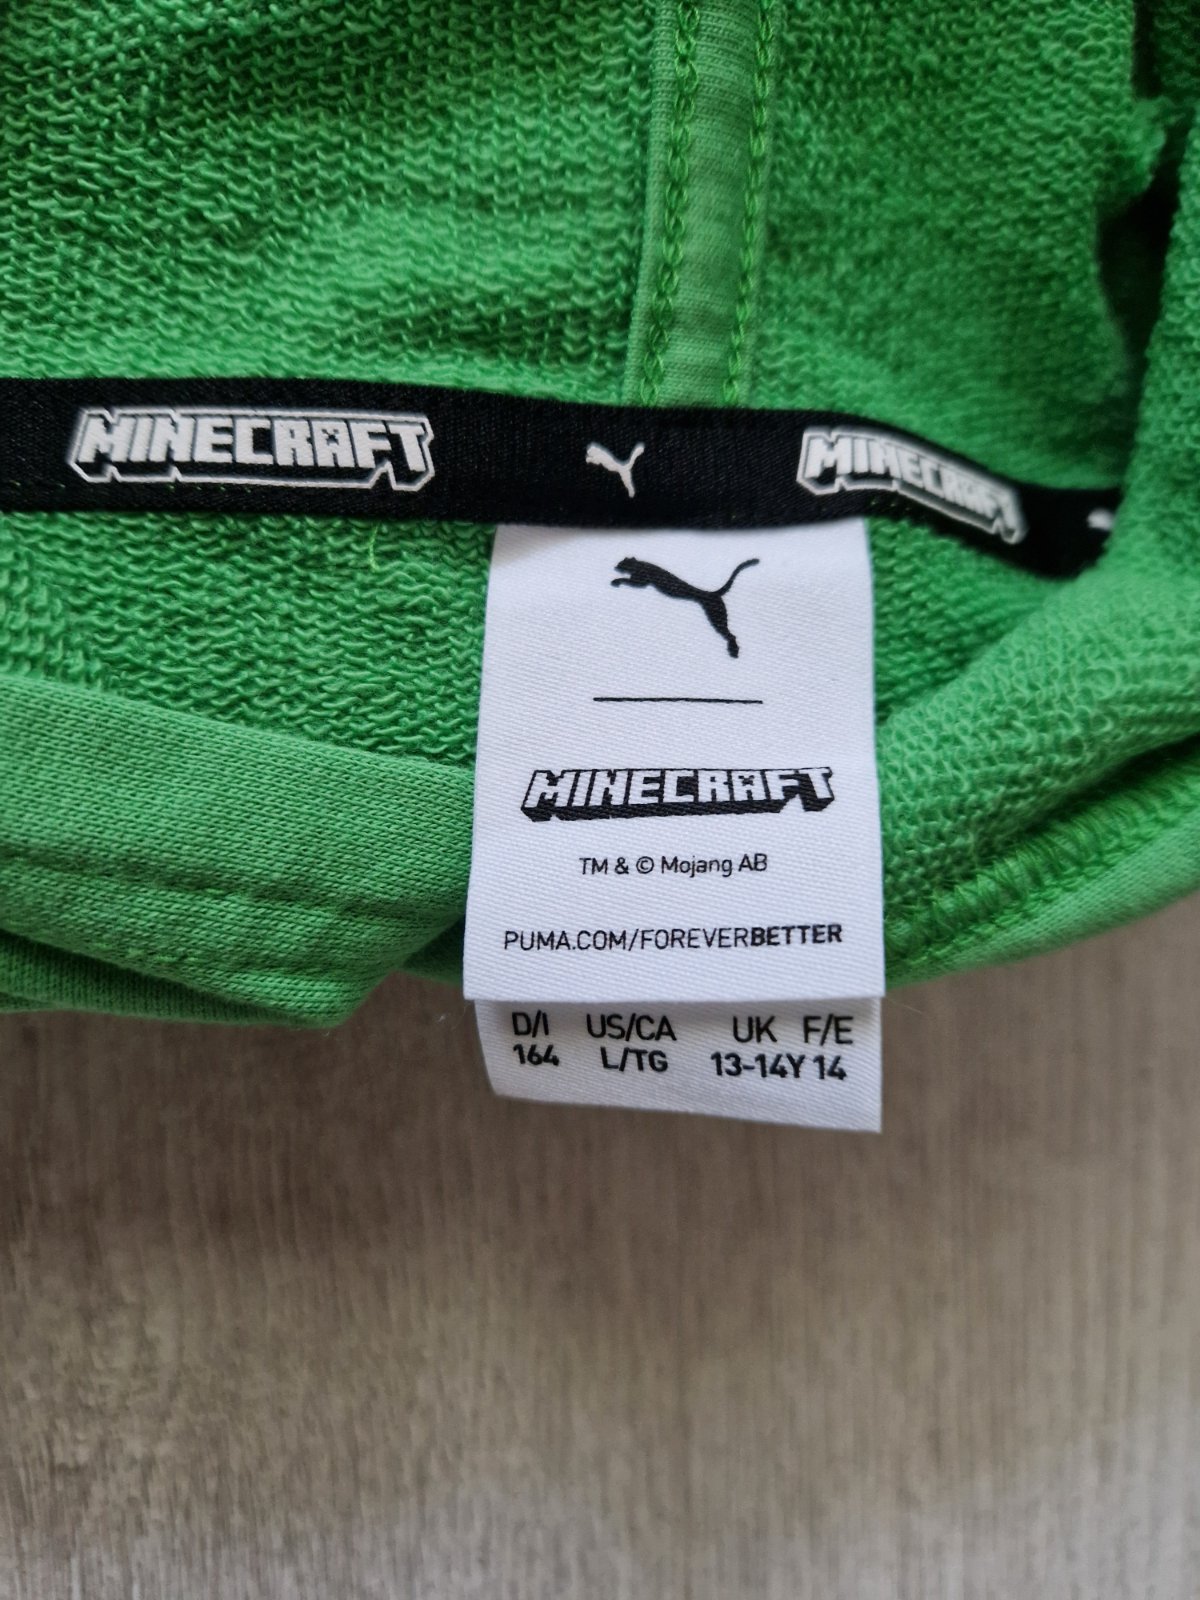 MINECRAFT MINECRAFT
MINECRAFT
TM & © Mojang AB
PUMA.COM/FOREVERBETTER
D/I US/CA UK F/E
164 L/TG 13-14Y 14